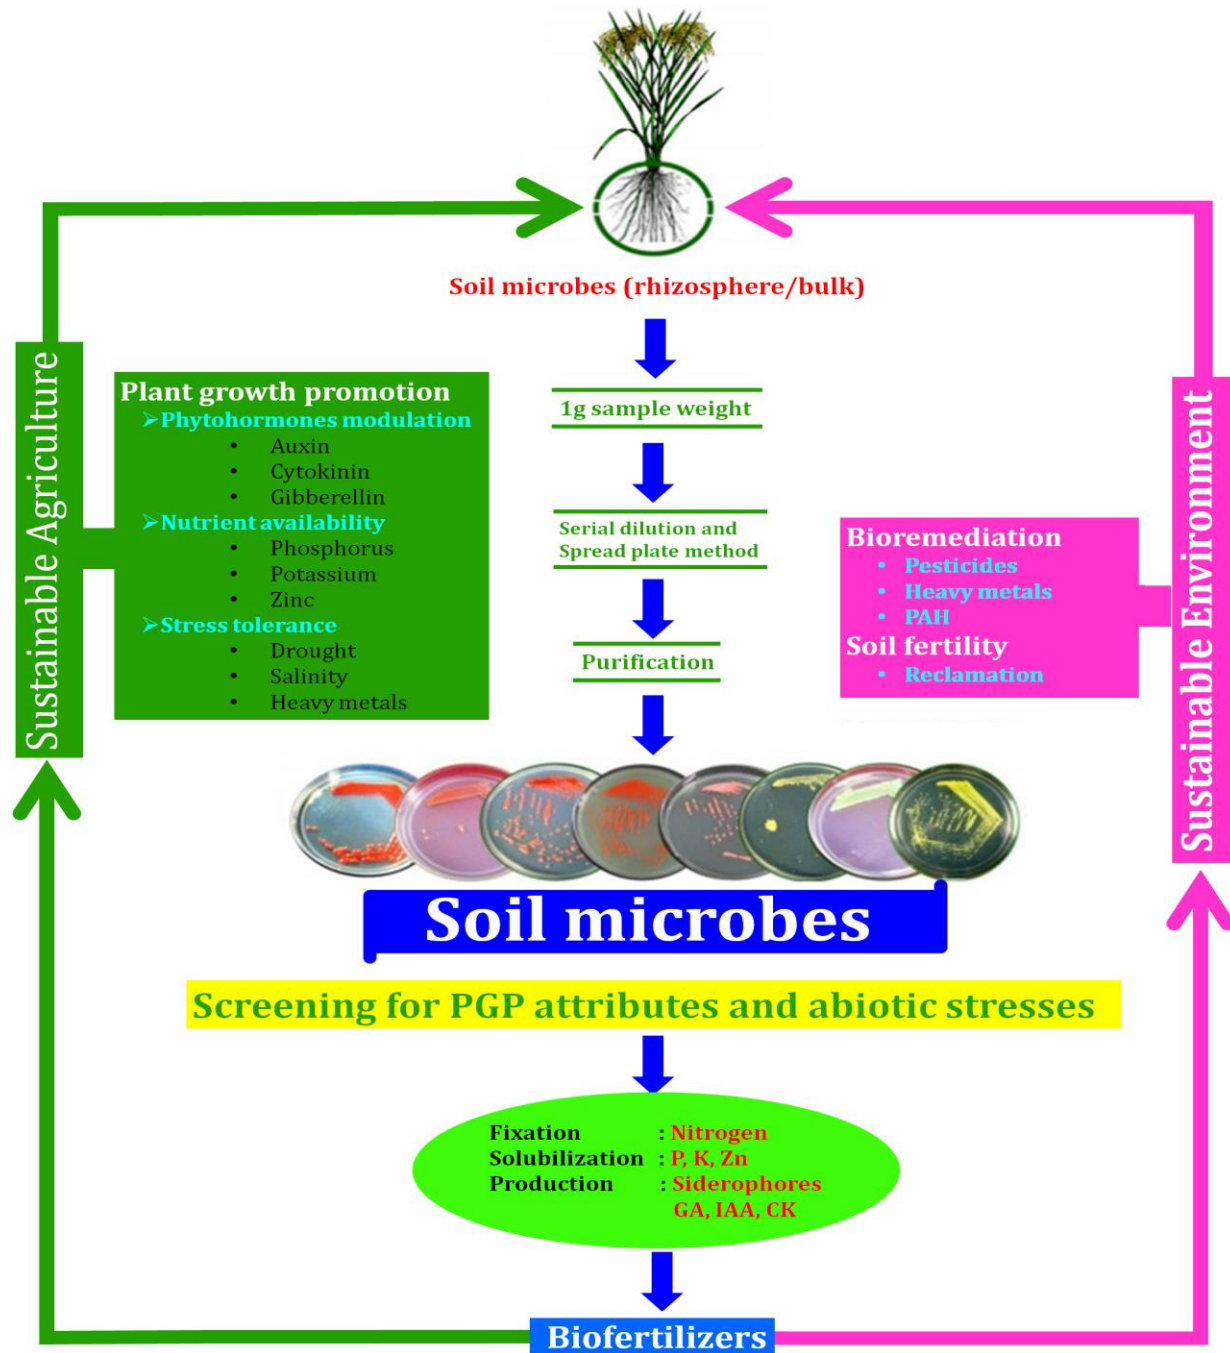 Soil microbes (rhizosphere/bulk)
Sustainable Agriculture
Plant growth promotion
➢Phytohormones modulation
• Auxin
• Cytokinin
• Gibberellin
➢Nutrient availability
• Phosphorus
• Potassium
• Zinc
➢Stress tolerance
• Drought
• Salinity
• Heavy metals
1g sample weight
Serial dilution and
Spread plate method
Purification
Bioremediation
• Pesticides
• Heavy metals
• PAH
Soil fertility
• Reclamation
Sustainable Environment
Soil microbes
Screening for PGP attributes and abiotic stresses
Fixation : Nitrogen
Solubilization : P, K, Zn
Production : Siderophores
GA, IAA, CK
Biofertilizers